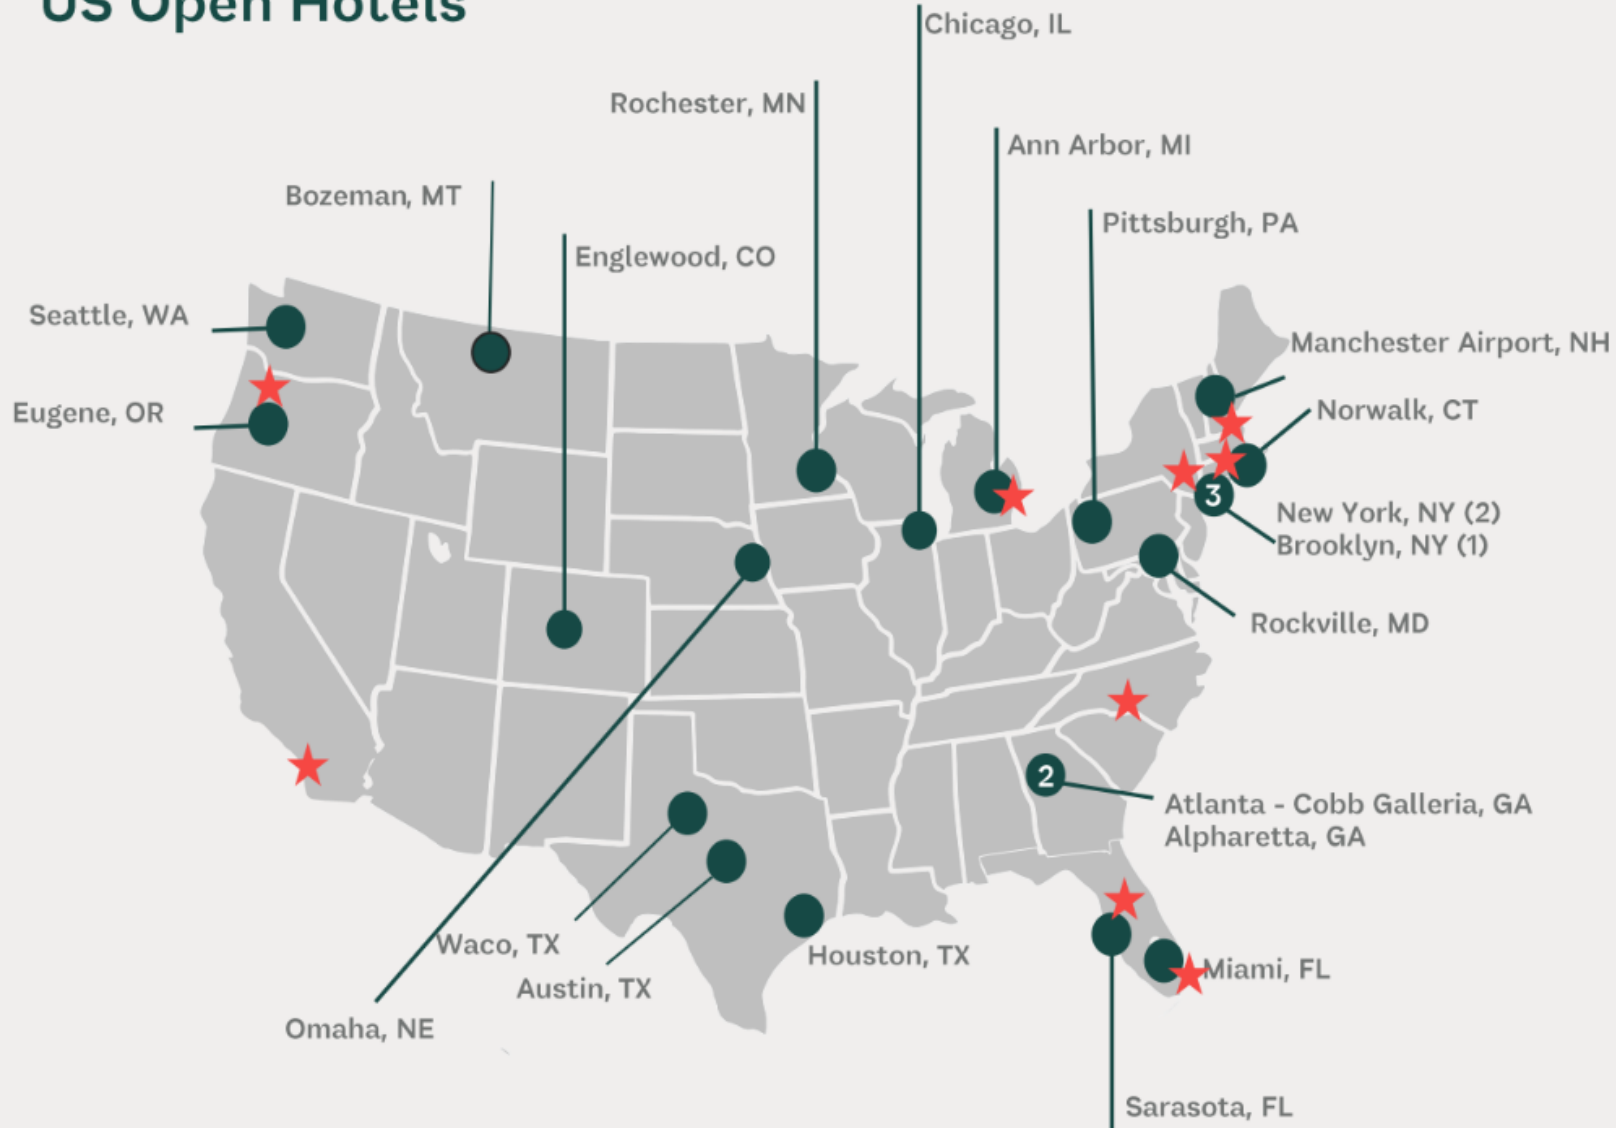 US Open Hotels
Chicago, IL
Rochester, MN
Ann Arbor, MI
Bozeman, MT
Pittsburgh, PA
Englewood, CO
Seattle, WA
Manchester Airport, NH
Eugene, OR
Norwalk, CT
3
New York, NY (2)
Brooklyn, NY (1)
Rockville, MD
2
Atlanta - Cobb Galleria, GA
Alpharetta, GA
Waco, TX
Houston, TX
Miami, FL
Austin, TX
Omaha, NE
Sarasota, FL